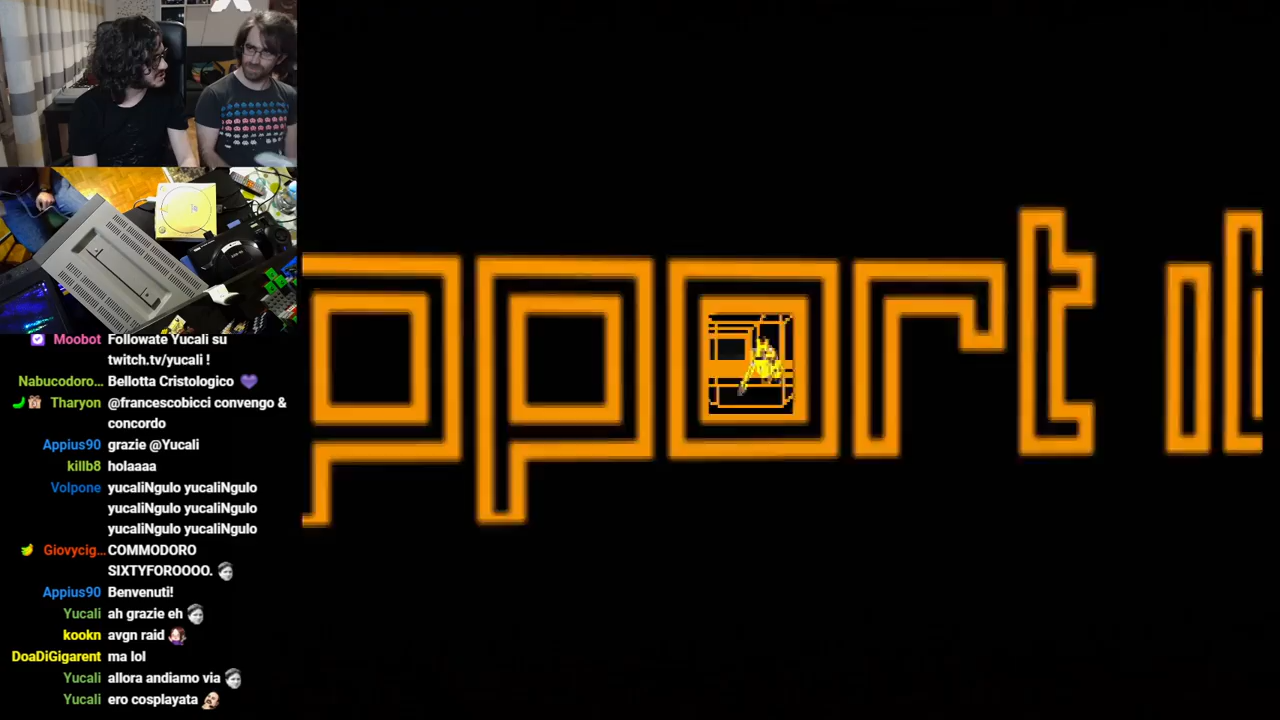 pport it
Moobot Followate Yucali su
twitch.tv/yucali !
Nabucodoro... Bellotta Cristologico
Tharyon @francescobicci convengo &
concordo
Appius90 grazie @Yucali
killb8 holaaaa
Volpone yucaliNgulo yucaliNgulo
yucaliNgulo yucaliNgulo
yucaliNgulo yucaliNgulo
Giovycig... COMMODORO
SIXTYFOROOOO.
Appius90 Benvenuti!
Yucali ah grazie eh
kookn avgn raid
DoaDiGigarent ma lol
Yucali allora andiamo via
Yucali ero cosplayata